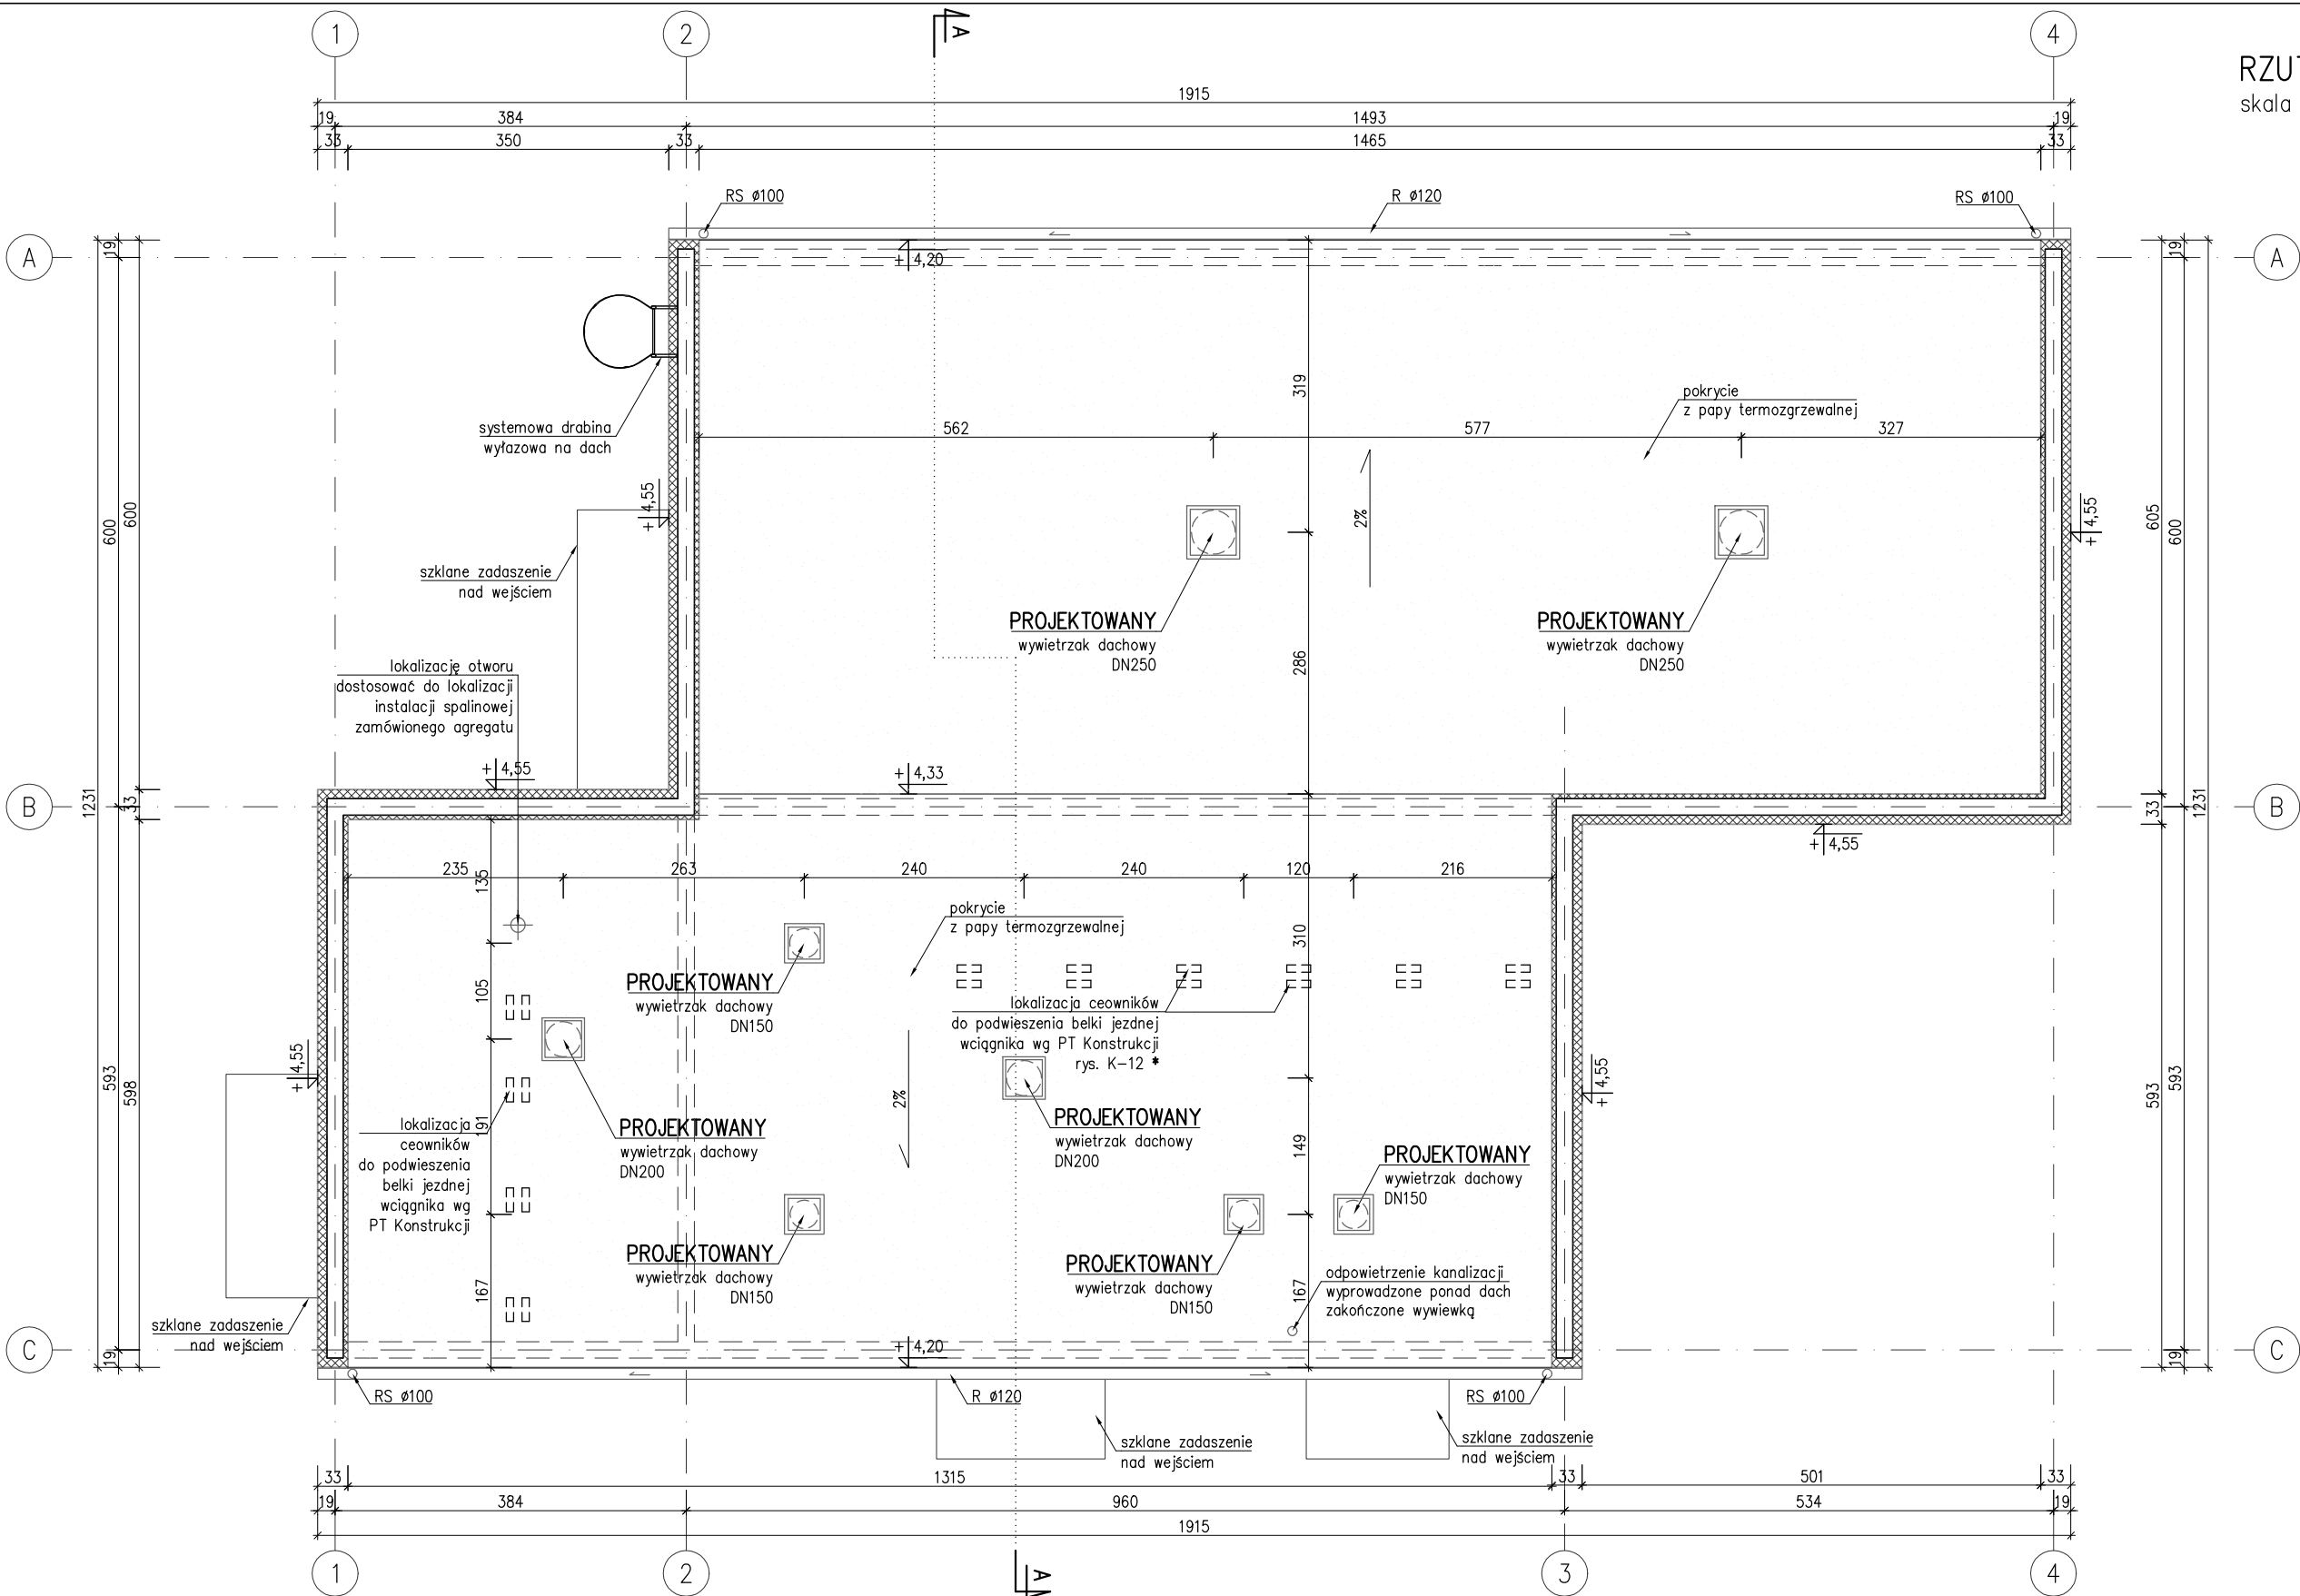 1
2
A
4
RZU
skala
1915
19
384
1493
19
33
350
33
1465
33
RS ø100
R ø120
RS ø100
A
A
19
19
+ 4,20
319
systemowa drabina
wyłazowa na dach
pokrycie
z papy termozgrzewalnej
562
577
327
+ 4,55
600
600
2%
605
600
+ 4,55
szklane zadaszenie
nad wejściem
PROJEKTOWANY
wywietrzak dachowy
DN250
PROJEKTOWANY
wywietrzak dachowy
DN250
286
lokalizację otworu
dostosować do lokalizacji
instalacji spalinowej
zamówionego agregatu
+ 4,55
+ 4,33
B
1231
33
33
1231
B
+ 4,55
235
135
263
240
240
120
216
pokrycie
z papy termozgrzewalnej
310
PROJEKTOWANY
wywietrzak dachowy
DN150
105
lokalizacja ceowników
do podwieszenia belki jezdnej
wciągnika wg PT Konstrukcji
rys. K-12 *
+ 4,55
593
598
2%
+ 4,55
593
593
lokalizacja
ceowników
do podwieszenia
belki jezdnej
wciągnika wg
PT Konstrukcji
191
PROJEKTOWANY
wywietrzak dachowy
DN200
PROJEKTOWANY
wywietrzak dachowy
DN200
149
PROJEKTOWANY
wywietrzak dachowy
DN150
PROJEKTOWANY
wywietrzak dachowy
DN150
PROJEKTOWANY
wywietrzak dachowy
DN150
167
167
odpowietrzenie kanalizacji
wyprowadzone ponad dach
zakończone wywiewką
szklane zadaszenie
nad wejściem
C
19
+ 4,20
19
C
RS ø100
R ø120
RS ø100
szklane zadaszenie
nad wejściem
szklane zadaszenie
nad wejściem
33
1315
33
501
33
19
384
960
534
19
1915
1
2
A
3
4